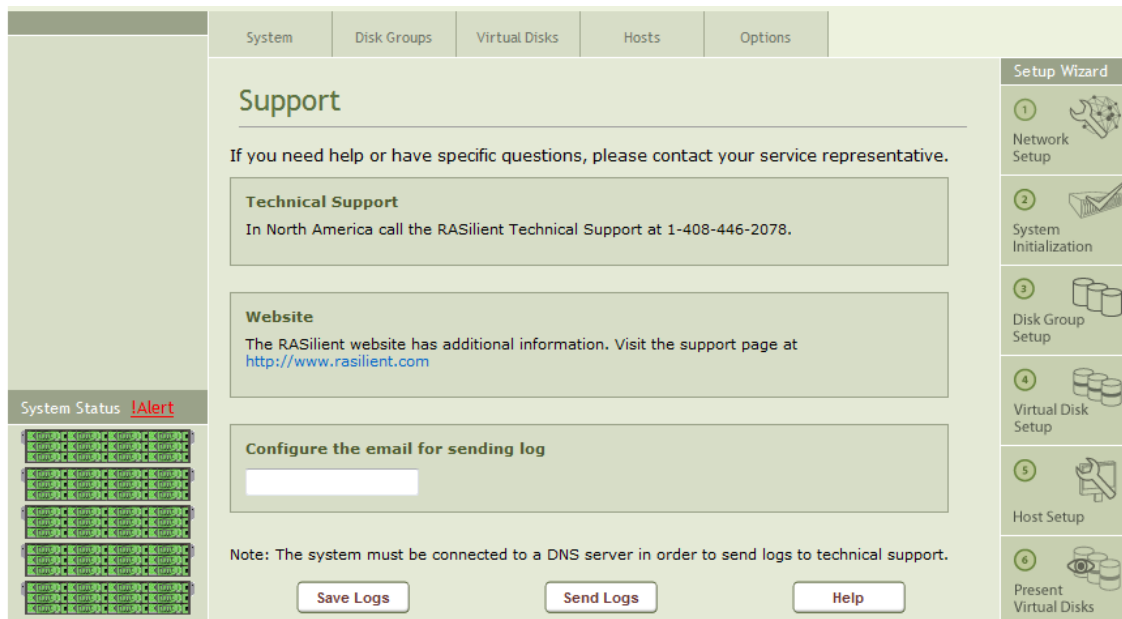 System
Disk Groups
Virtual Disks
Hosts
Options
Support
If you need help or have specific questions, please contact your service representative.
Technical Support
In North America call the RASilient Technical Support at 1-408-446-2078.
Website
The RASilient website has additional information. Visit the support page at
http://www.rasilient.com
Configure the email for sending log
Note: The system must be connected to a DNS server in order to send logs to technical support.
Save Logs
Send Logs
Help
System Status !Alert
Setup Wizard
1
Network
Setup
2
System
Initialization
3
Disk Group
Setup
4
Virtual Disk
Setup
5
Host Setup
6
Present
Virtual Disks